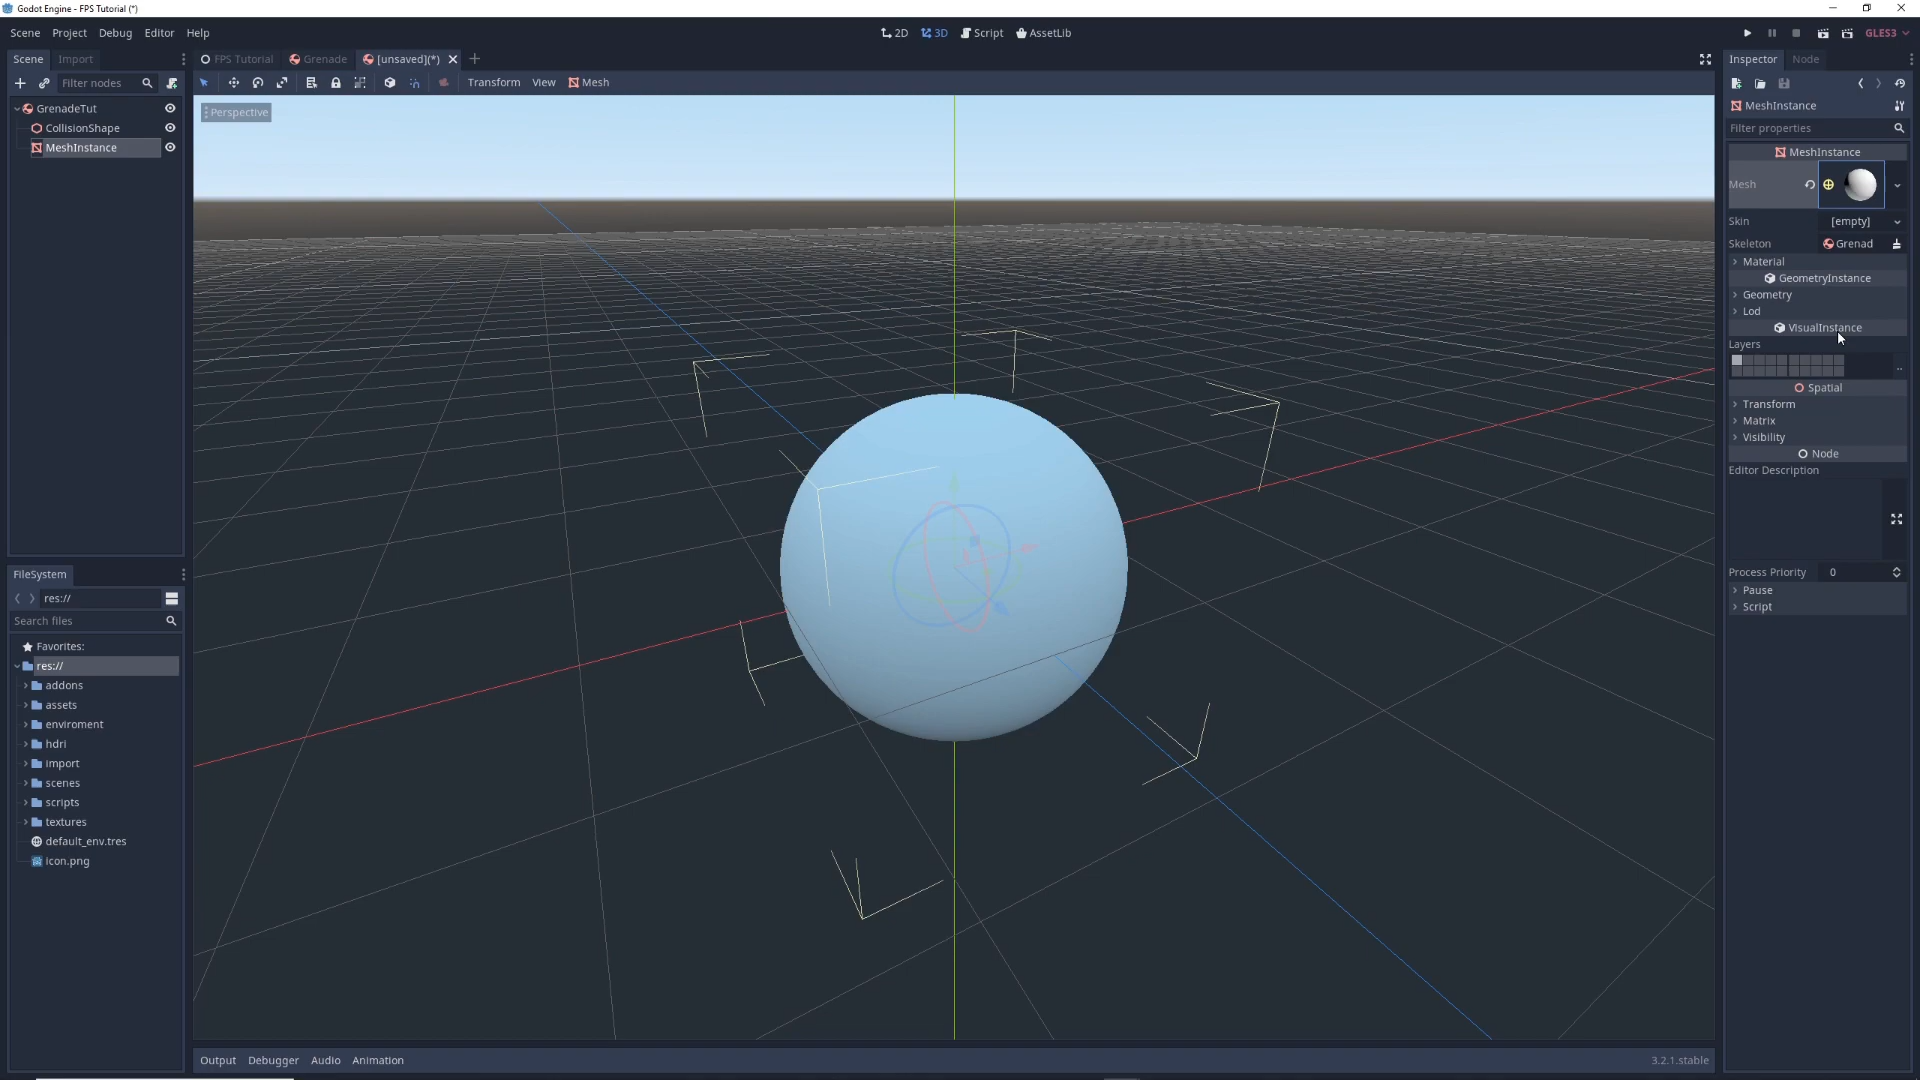 Godot Engine - FPS Tutorial (*)
Scene Project Debug Editor Help
2D 3D Script AssetLib
GLES3
Scene Import
FPS Tutorial Grenade [unsaved](*)
Inspector Node
Filter nodes
Transform View Mesh
GrenadeTut
CollisionShape
MeshInstance
Perspective
MeshInstance
Filter properties
MeshInstance
Mesh
Skin [empty]
Skeleton Grenad
Material
GeometryInstance
Geometry
Lod
VisualInstance
Layers
..
Spatial
Transform
Matrix
Visibility
Node
Editor Description
Process Priority 0
Pause
Script
FileSystem
res://
Search files
Favorites:
res://
addons
assets
enviroment
hdri
import
scenes
scripts
textures
default_env.tres
icon.png
Output Debugger Audio Animation
3.2.1.stable